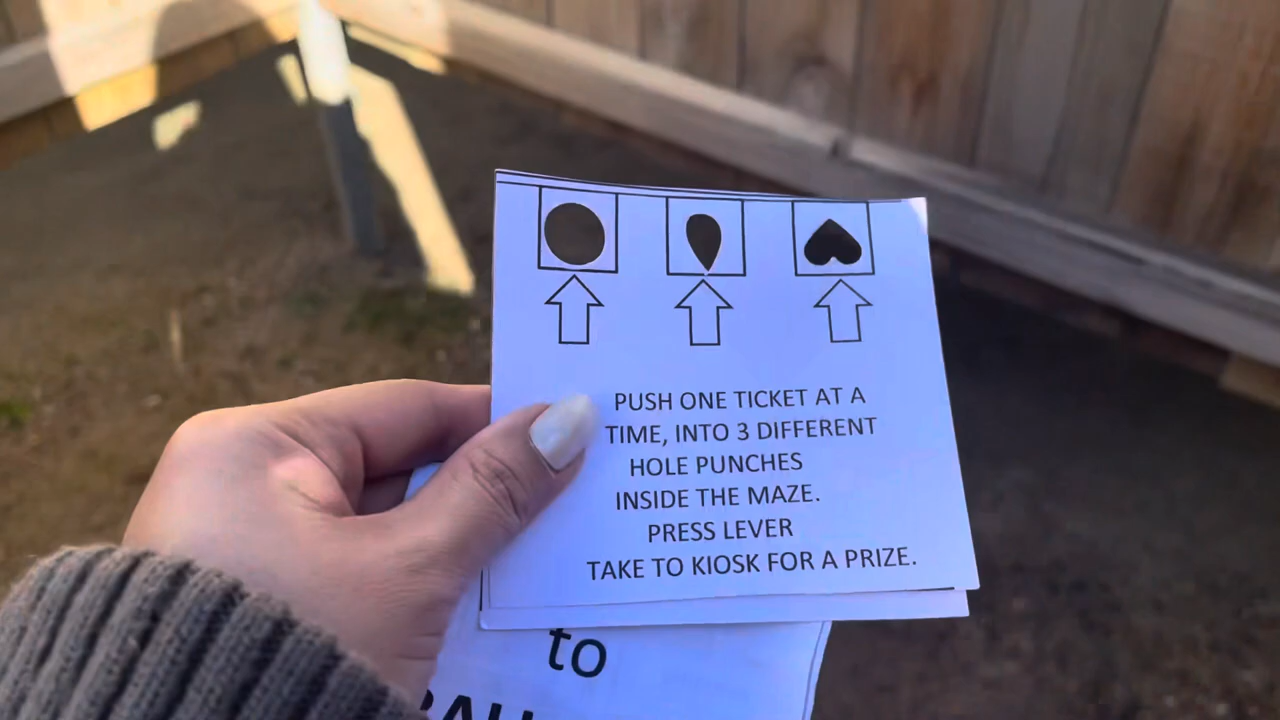 PUSH ONE TICKET AT A
TIME, INTO 3 DIFFERENT
HOLE PUNCHES
INSIDE THE MAZE.
PRESS LEVER
TAKE TO KIOSK FOR A PRIZE.
to